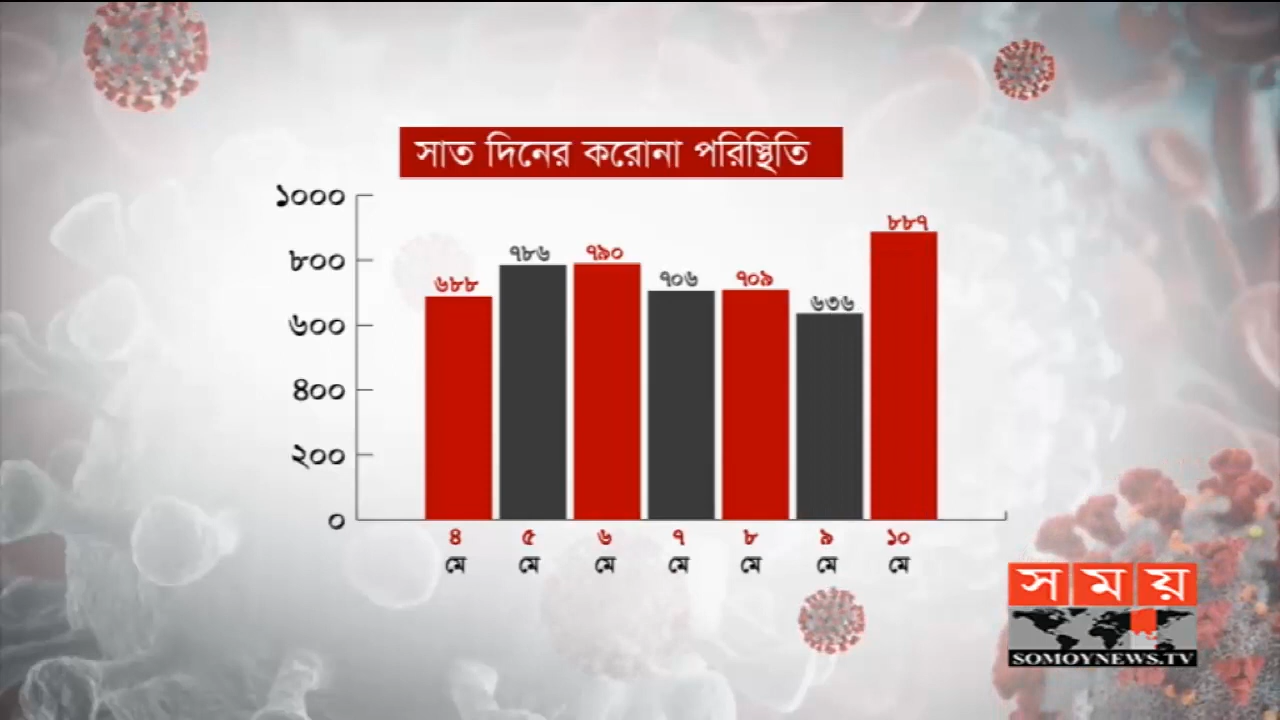 সাত দিনের করোনা পরিস্থিতি
১০০০
৮০০
৬০০
৪০০
২০০
০
৬৮৮ ৭৮৬ ৭৯০ ৭০৬ ৭০৯ ৬৩৬ ৮৮৭
৪ ৫ ৬ ৭ ৮ ৯ ১০
মে মে মে মে মে মে মে
সময়
SOMOYNEWS.TV